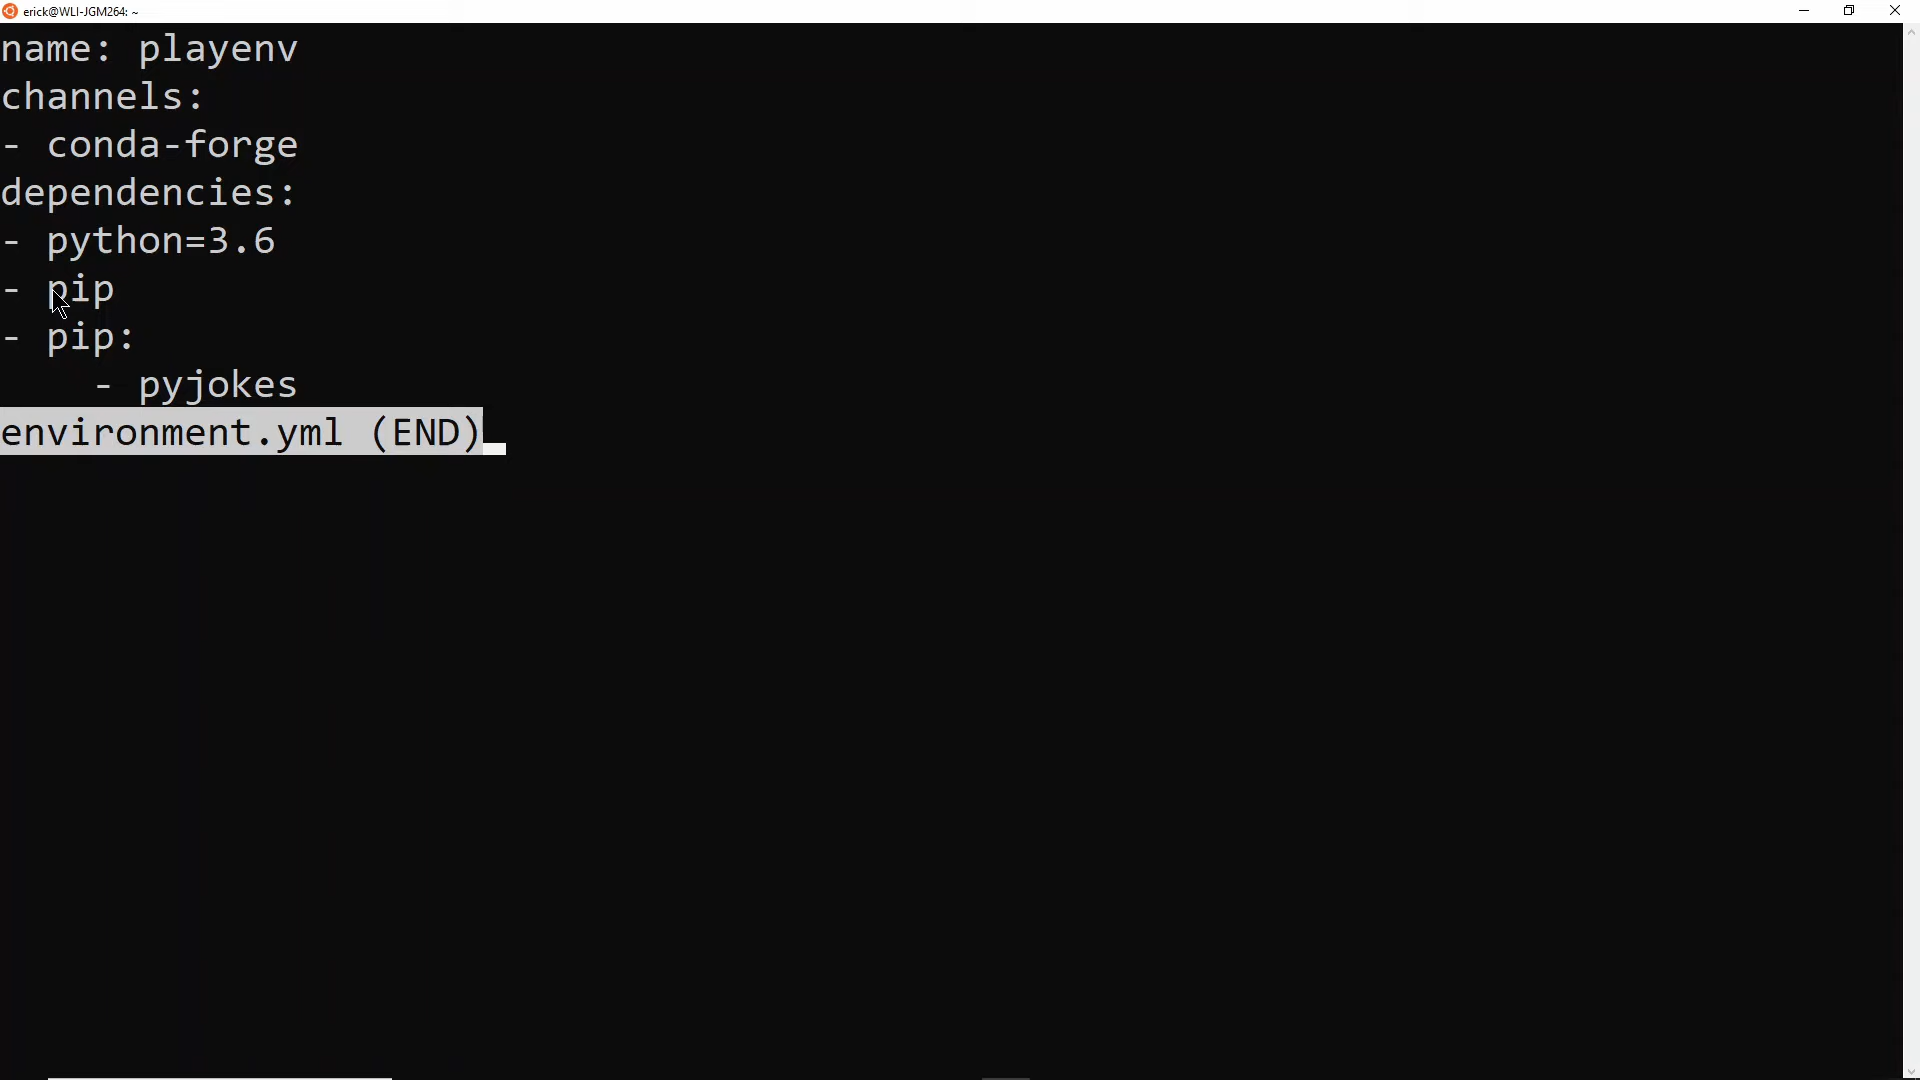 erick@WLI-JGM264: ~
name: playenv
channels:
- conda-forge
dependencies:
- python=3.6
- pip
- pip:
    - pyjokes
environment.yml (END)